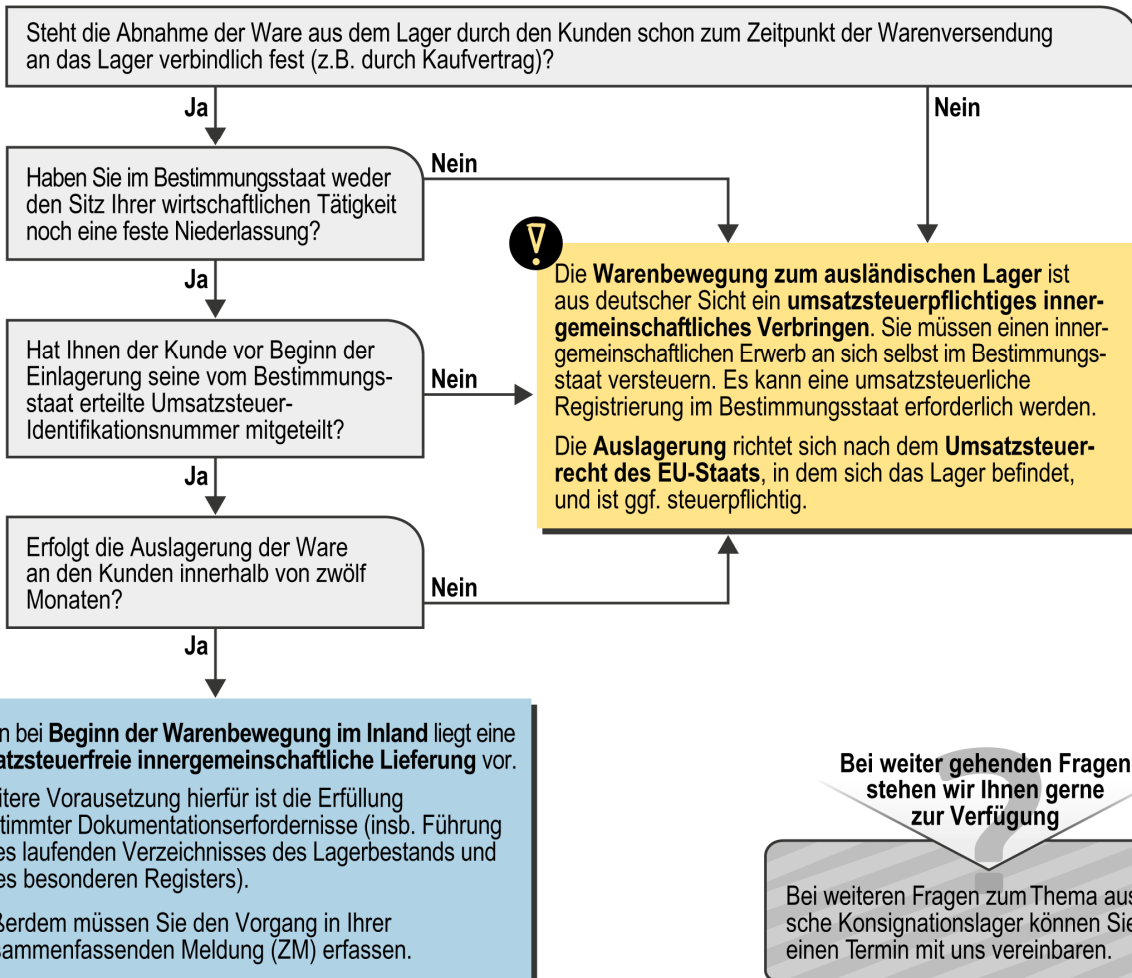 Steht die Abnahme der Ware aus dem Lager durch den Kunden schon zum Zeitpunkt der Warenversendung
an das Lager verbindlich fest (z.B. durch Kaufvertrag)?
Ja
Nein
Haben Sie im Bestimmungsstaat weder
den Sitz Ihrer wirtschaftlichen Tätigkeit
noch eine feste Niederlassung?
Nein
Ja
Die Warenbewegung zum ausländischen Lager ist
aus deutscher Sicht ein umsatzsteuerpflichtiges inner-
gemeinschaftliches Verbringen. Sie müssen einen inner-
gemeinschaftlichen Erwerb an sich selbst im Bestimmungs-
staat versteuern. Es kann eine umsatzsteuerliche
Registrierung im Bestimmungsstaat erforderlich werden.
Die Auslagerung richtet sich nach dem Umsatzsteuer-
recht des EU-Staats, in dem sich das Lager befindet,
und ist ggf. steuerpflichtig.
Hat Ihnen der Kunde vor Beginn der
Einlagerung seine vom Bestimmungs-
staat erteilte Umsatzsteuer-
Identifikationsnummer mitgeteilt?
Nein
Ja
Erfolgt die Auslagerung der Ware
an den Kunden innerhalb von zwölf
Monaten?
Nein
Ja
n bei Beginn der Warenbewegung im Inland liegt eine
atzsteuerfreie innergemeinschaftliche Lieferung vor.
itere Vorausetzung hierfür ist die Erfüllung
timmter Dokumentationserfordernisse (insb. Führung
es laufenden Verzeichnisses des Lagerbestands und
es besonderen Registers).
ßerdem müssen Sie den Vorgang in Ihrer
sammenfassenden Meldung (ZM) erfassen.
Bei weiter gehenden Fragen
stehen wir Ihnen gerne
zur Verfügung
Bei weiteren Fragen zum Thema aus
sche Konsignationslager können Sie
einen Termin mit uns vereinbaren.